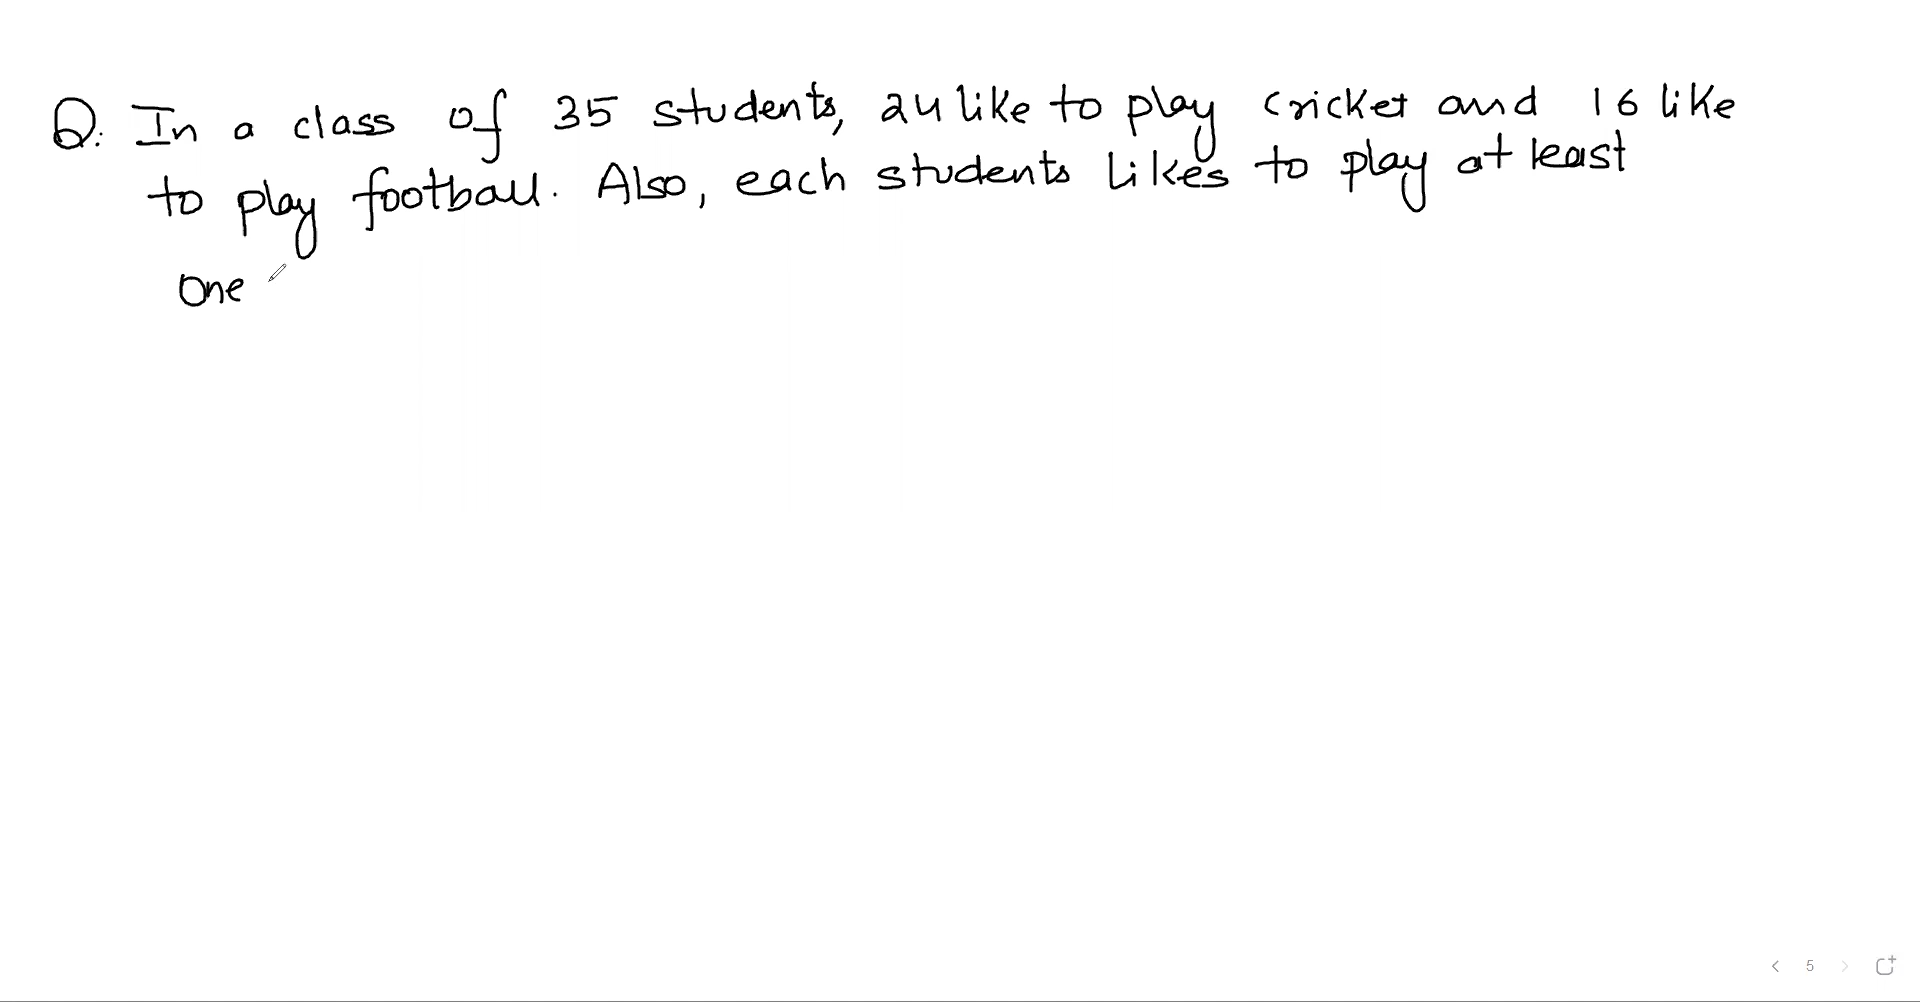 Q. In a class of 35 students, 24 like to play cricket and 16 like
to play football. Also, each students likes to play at least
one
5